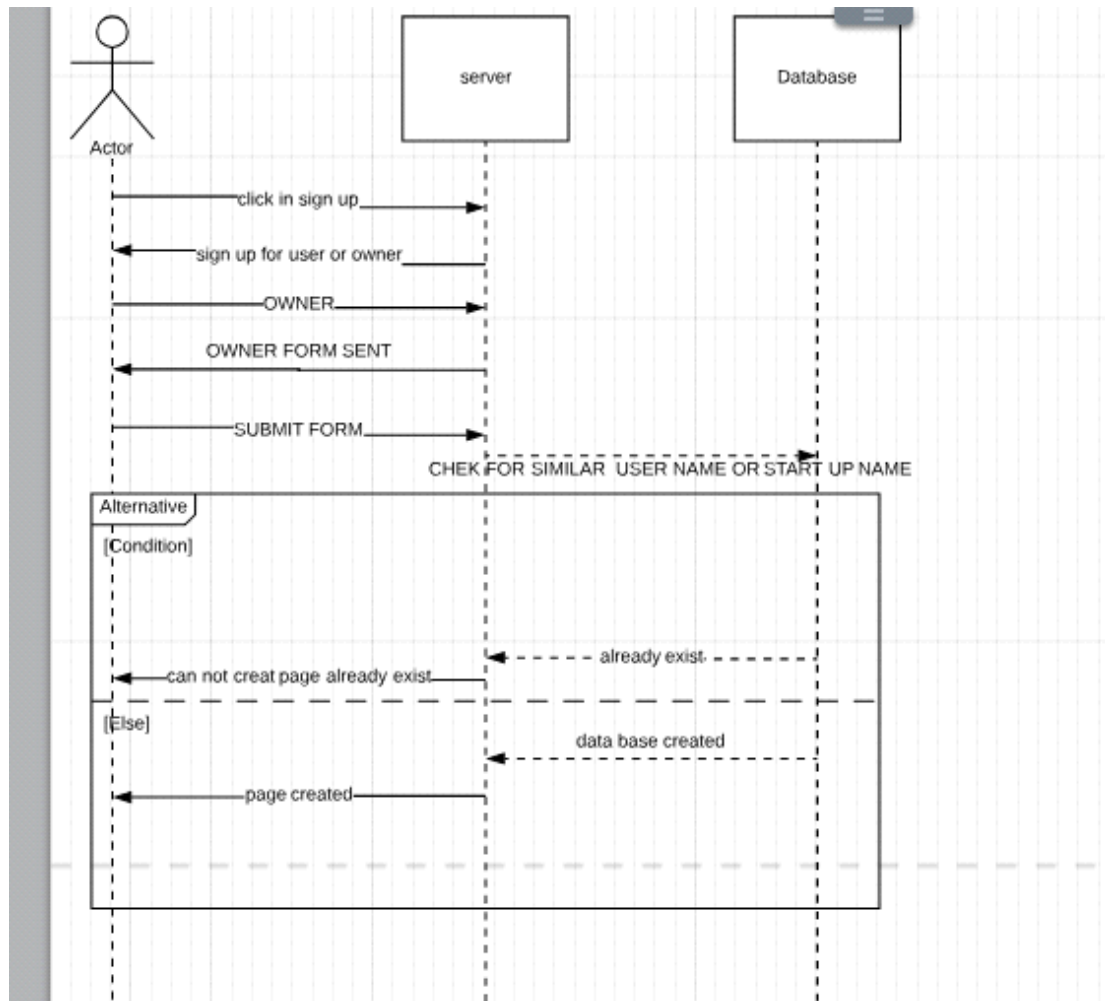 server
Database
Actor
click in sign up
sign up for user or owner
OWNER
OWNER FORM SENT
SUBMIT FORM
CHEK FOR SIMILAR USER NAME OR START UP NAME
Alternative
[Condition]
already exist
can not creat page already exist
[Else]
data base created
page created